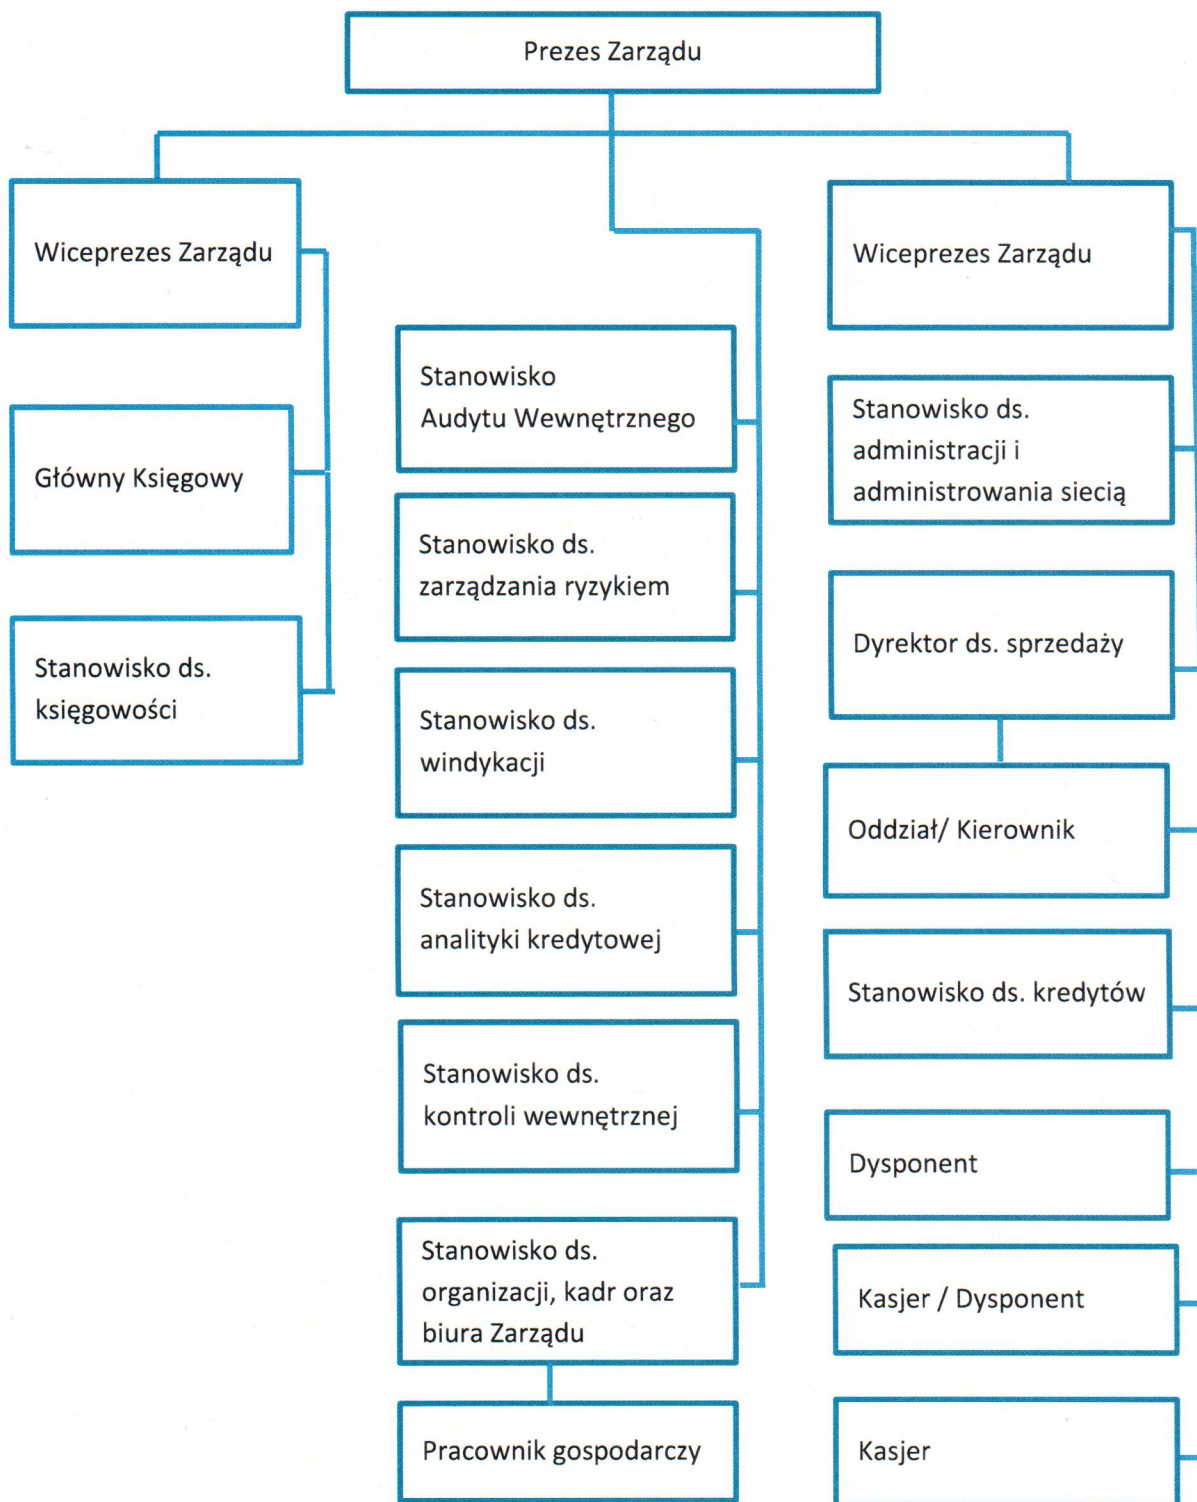 Prezes Zarządu
Wiceprezes Zarządu
Główny Księgowy
Stanowisko ds.
księgowości
Stanowisko
Audytu Wewnętrznego
Stanowisko ds.
zarządzania ryzykiem
Stanowisko ds.
windykacji
Stanowisko ds.
analityki kredytowej
Stanowisko ds.
kontroli wewnętrznej
Stanowisko ds.
organizacji, kadr oraz
biura Zarządu
Pracownik gospodarczy
Wiceprezes Zarządu
Stanowisko ds.
administracji i
administrowania siecią
Dyrektor ds. sprzedaży
Oddział/ Kierownik
Stanowisko ds. kredytów
Dysponent
Kasjer / Dysponent
Kasjer